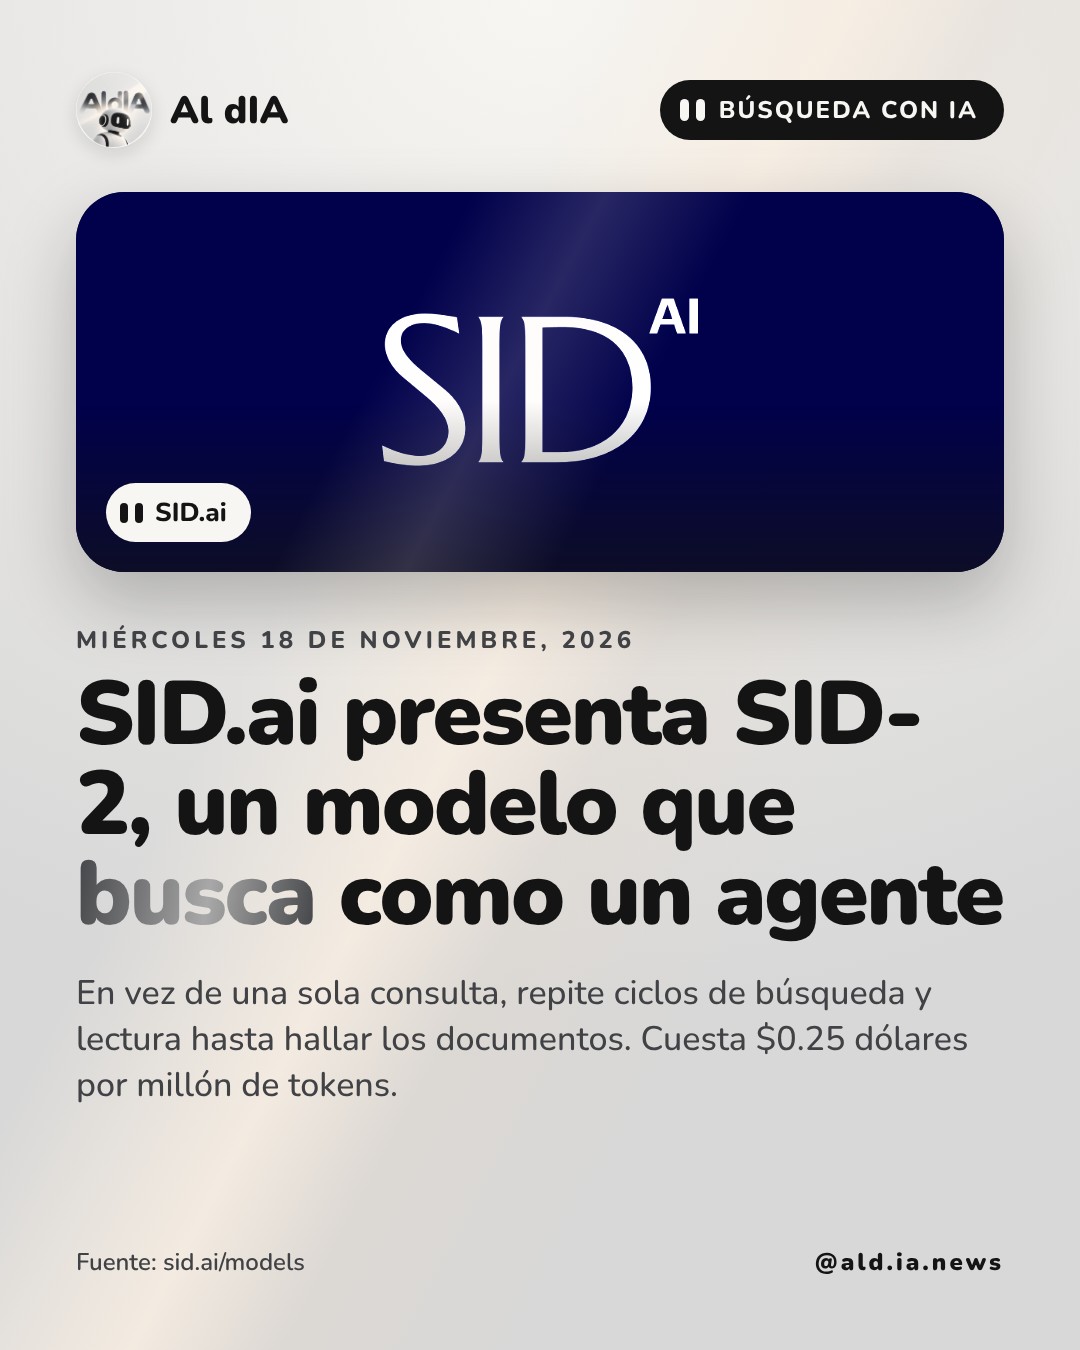 AldIA
Al dIA
BÚSQUEDA CON IA
SID AI
SID.ai
MIÉRCOLES 18 DE NOVIEMBRE, 2026
SID.ai presenta SID-
2, un modelo que
busca como un agente
En vez de una sola consulta, repite ciclos de búsqueda y
lectura hasta hallar los documentos. Cuesta $0.25 dólares
por millón de tokens.
Fuente: sid.ai/models
@ald.ia.news